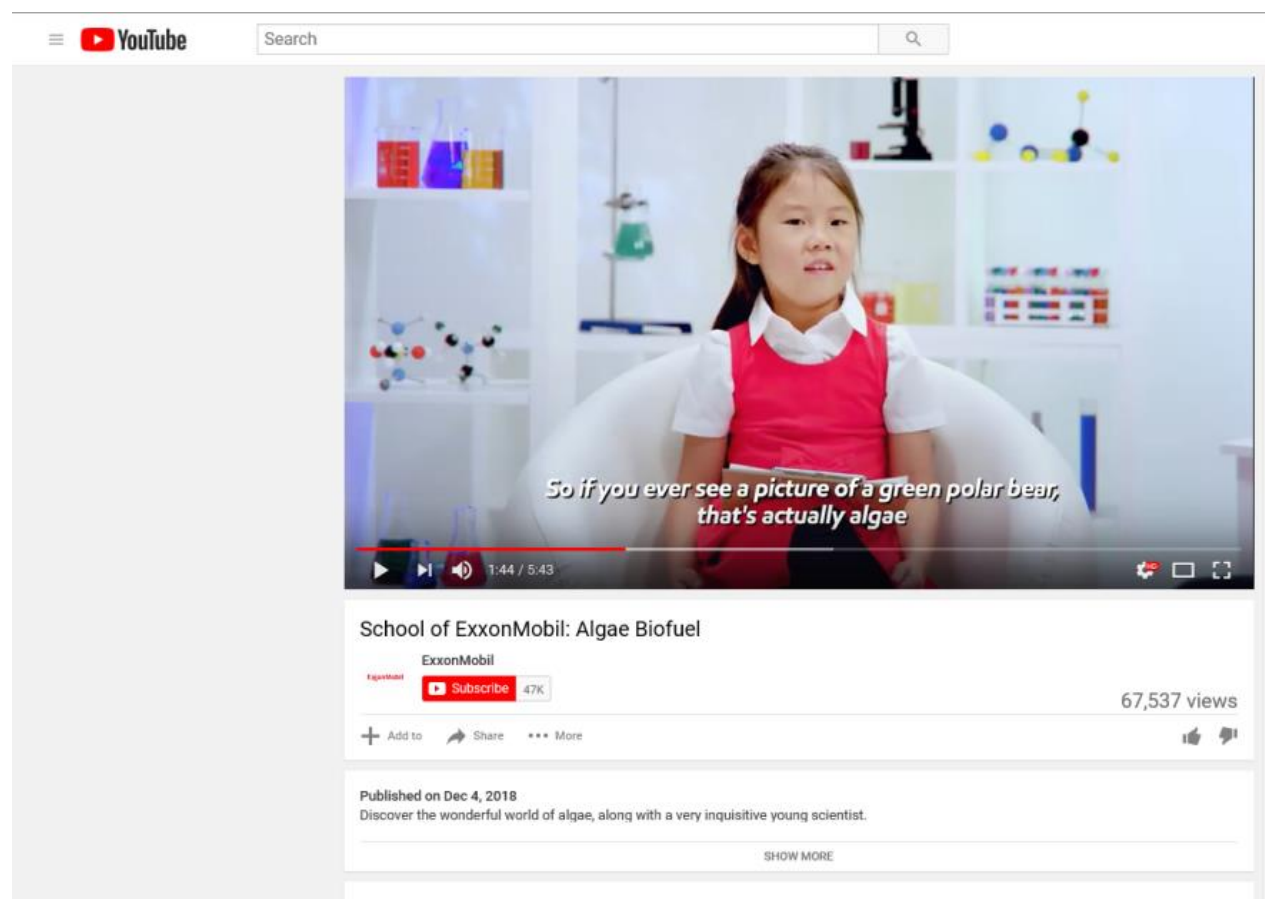 YouTube
Search
So if you ever see a picture of a green polar bear,
that's actually algae
1:44 / 5:43
HD
School of ExxonMobil: Algae Biofuel
ExxonMobil
ExxonMobil
Subscribe 47K
67,537 views
Add to Share More
Published on Dec 4, 2018
Discover the wonderful world of algae, along with a very inquisitive young scientist.
SHOW MORE